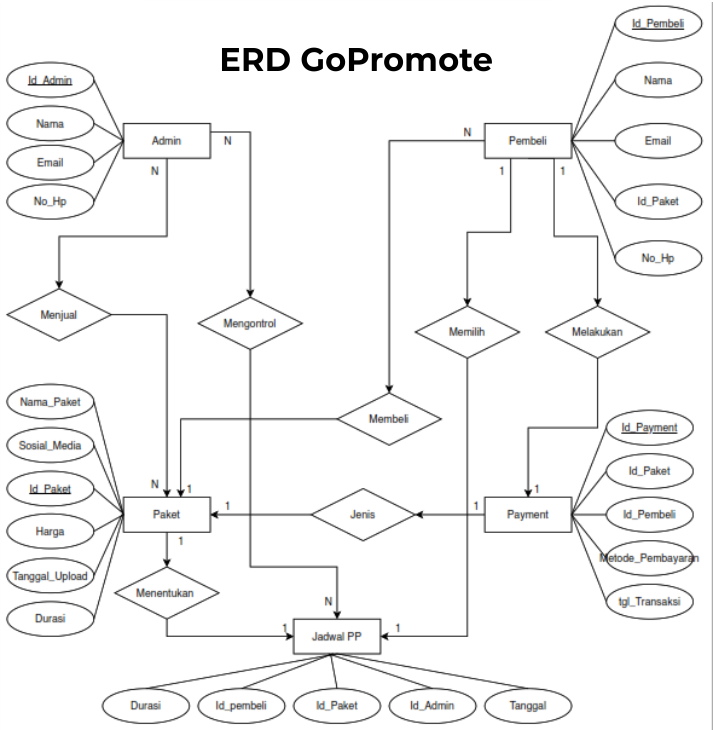 ERD GoPromote
Id_Admin
Nama
Email
No_Hp
Admin
N
N
Id_Pembeli
Nama
Email
Id_Paket
No_Hp
Pembeli
N
1
1
Menjual
Mengontrol
Memilih
Melakukan
Membeli
Nama_Paket
Sosial_Media
Id_Paket
Harga
Tanggal_Upload
Durasi
N
1
Paket
1
1
Jenis
1
1
Payment
Id_Payment
Id_Paket
Id_Pembeli
Metode_Pembayaran
tgl_Transaksi
Menentukan
N
1
Jadwal PP
1
Durasi
Id_pembeli
Id_Paket
Id_Admin
Tanggal